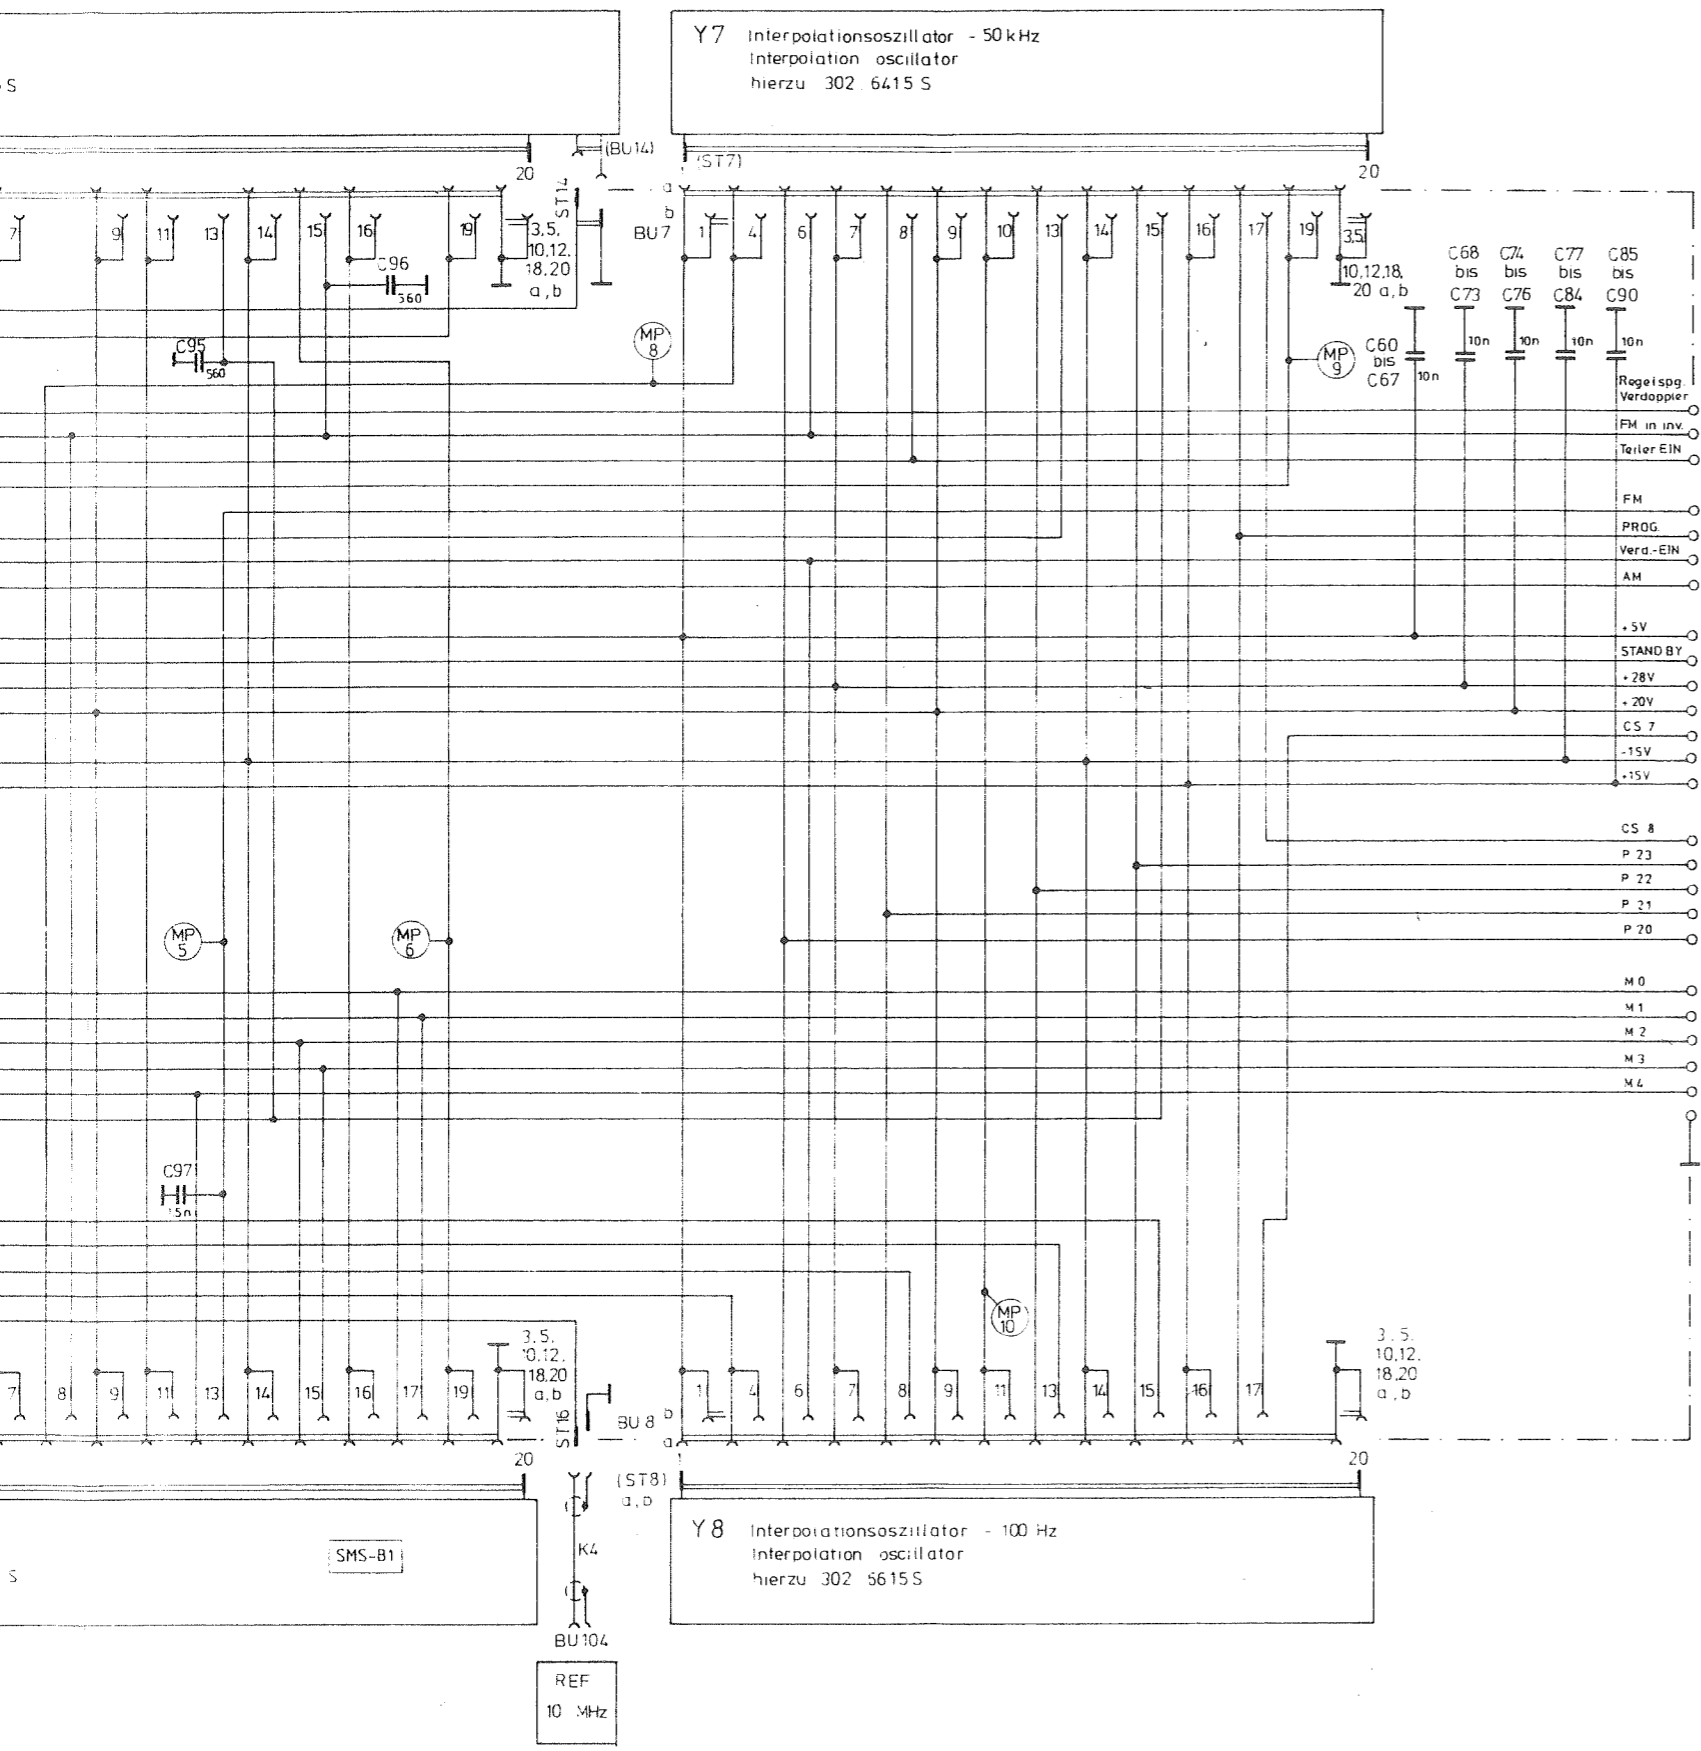 Y7 Interpolationsoszillator - 50 kHz
Interpolation oscillator
hierzu 302 6415 S
S
(BU14)
(ST7)
20
20
ST14
a
b
BU7
7
9
11
13
14
15
16
19
3.5.
10.12.
18.20
a,b
1
4
6
7
8
9
10
13
14
15
16
17
19
3.5.
10,12,18,
20 a,b
C96
560
C95
560
MP
8
MP
9
C60
bis
C67
10n
C68
bis
C73
10n
C74
bis
C76
10n
C77
bis
C84
10n
C85
bis
C90
10n
Regelspg.
Verdoppler
FM in inv.
Teiler EIN
FM
PROG.
Verd.-EIN
AM
+5V
STAND BY
+28V
+20V
CS 7
-15V
+15V
CS 8
P 23
P 22
P 21
P 20
MP
5
MP
6
M 0
M 1
M 2
M 3
M 4
C97
MP
10
7
8
9
11
13
14
15
16
17
19
3.5.
10.12.
18.20
a,b
ST16
BU 8
b
a
1
4
6
7
8
9
11
13
14
15
16
17
3.5.
10,12.
18,20
a,b
20
(ST8)
a,b
1
20
S
SMS-B1
K4
BU104
REF
10 MHz
Y8 Interpolationsoszillator - 100 Hz
Interpolation oscillator
hierzu 302 6615 S